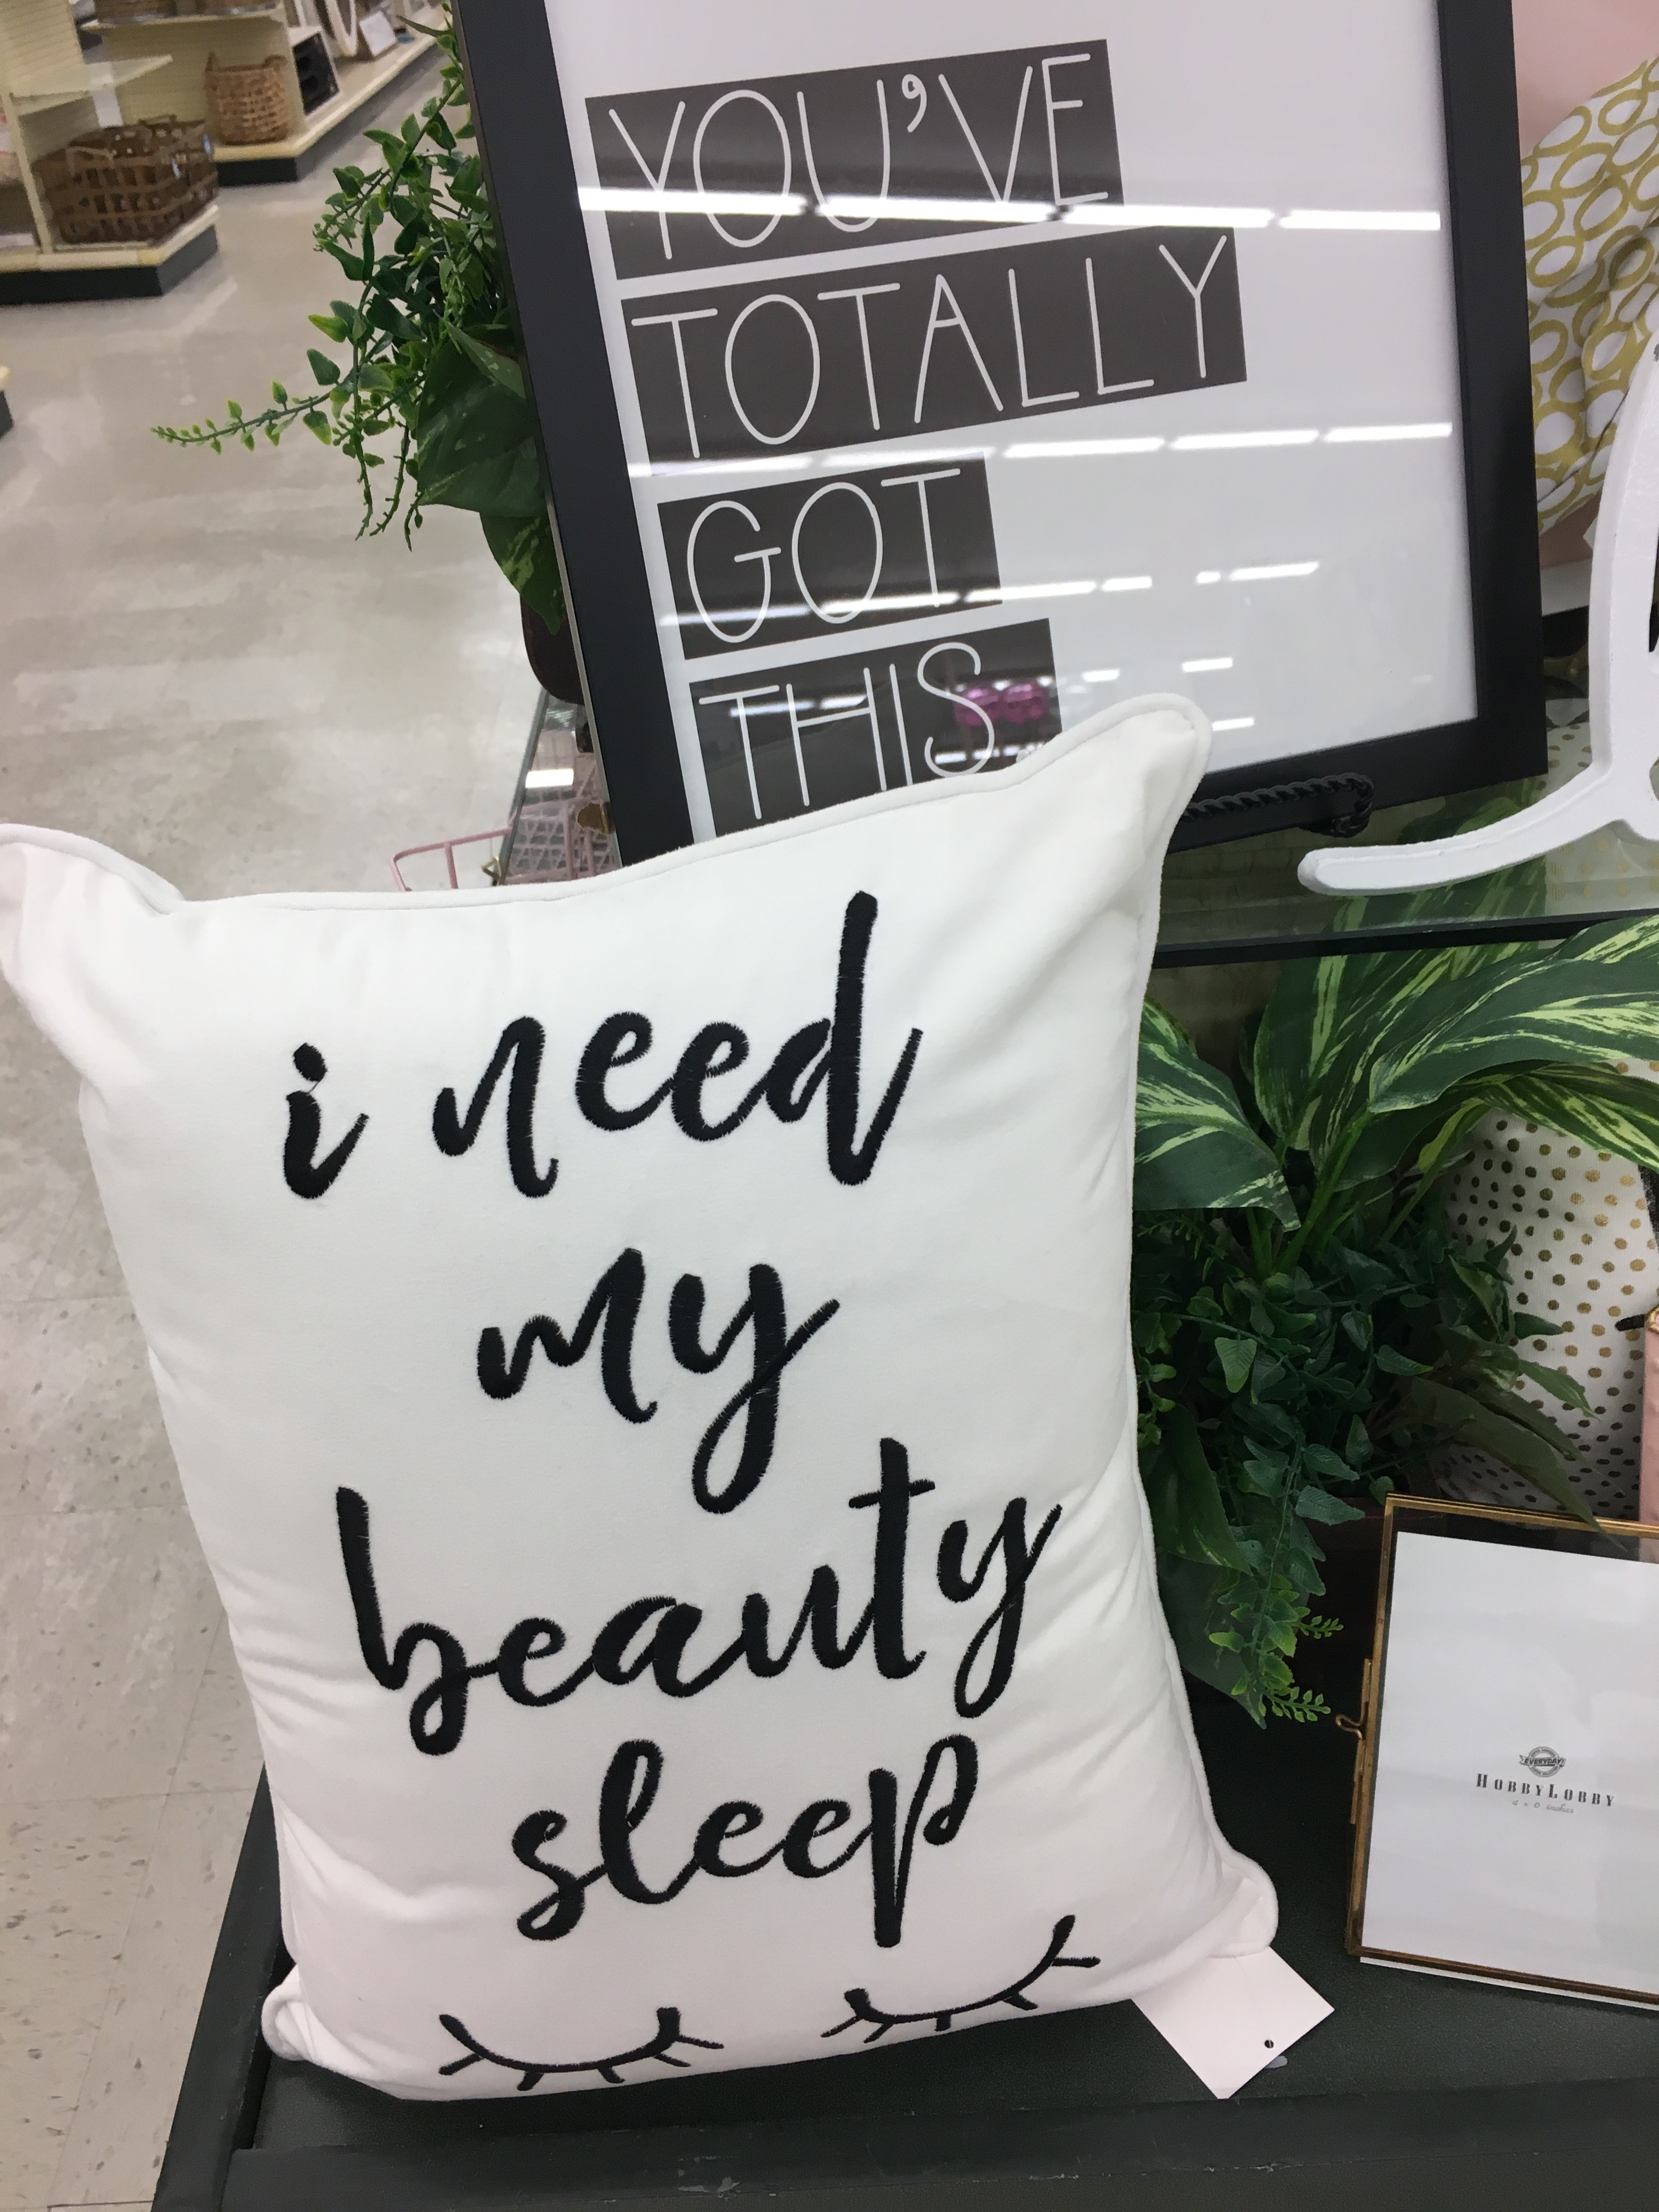 YOU'VE
TOTALLY
GOT
THIS.
i need
my
beauty
sleep
EVERYDAY
HOBBY LOBBY